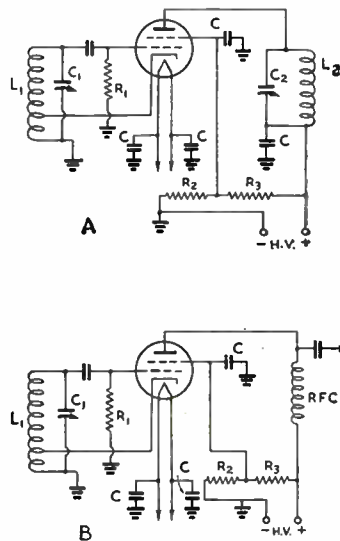 C
L1 C1 R1 C2 L2
C C C
R2 R3
A
- H.V. +
C
L1 C1 R1 RFC
R2 R3
C C
B
- H.V. +